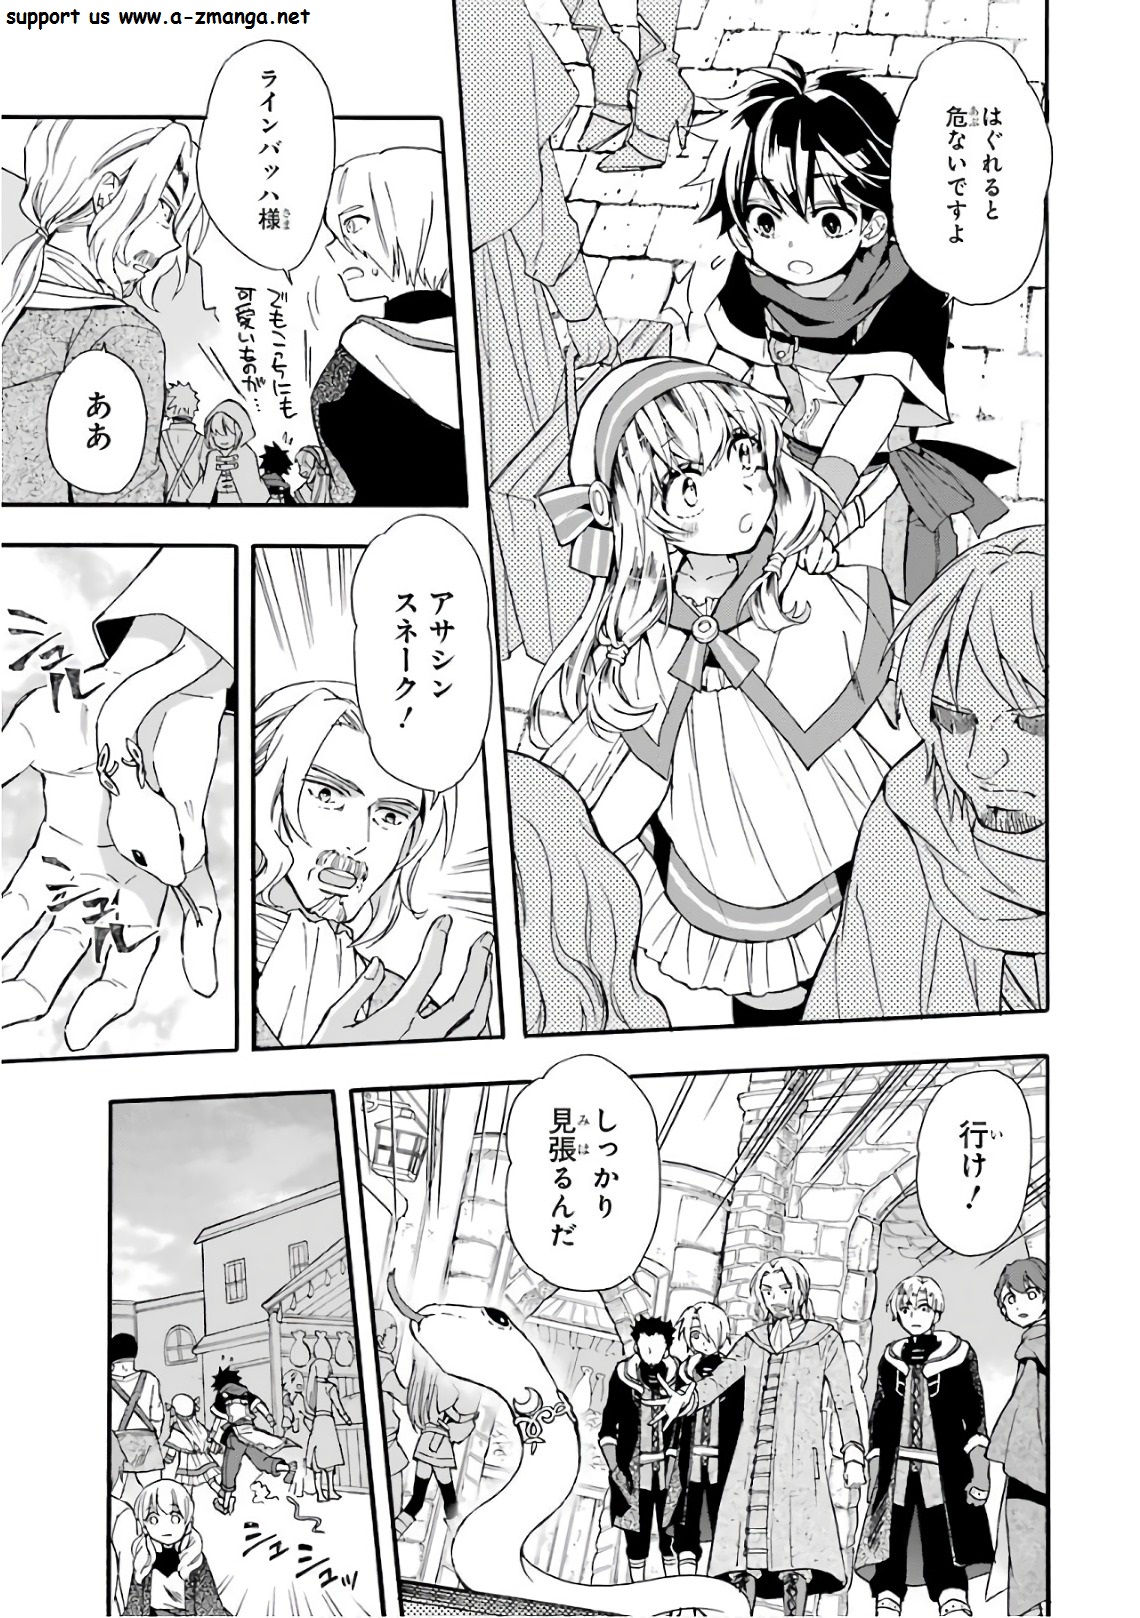 support us www.a-zmanga.net
はぐれると
危ないですよ
ラインバッハ様
でもこちらにも
可愛いものが…
ああ
アサシン
スネーク！
シュル
シュル
行け！
しっかり
見張るんだ
シュシュッ